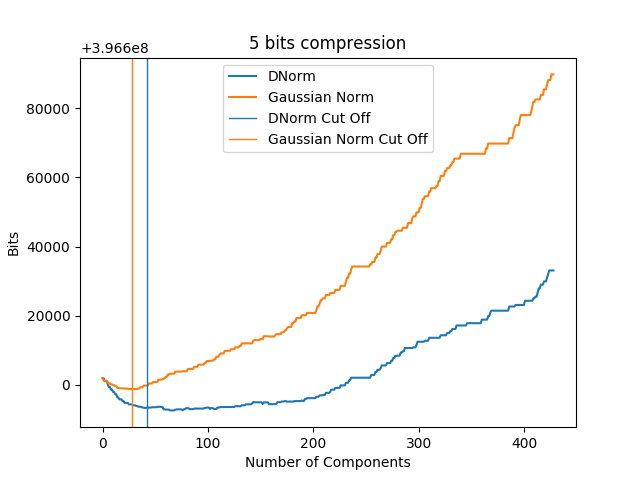 5 bits compression
+3.966e8
DNorm
Gaussian Norm
DNorm Cut Off
Gaussian Norm Cut Off
80000
60000
40000
20000
0
Bits
0 100 200 300 400
Number of Components